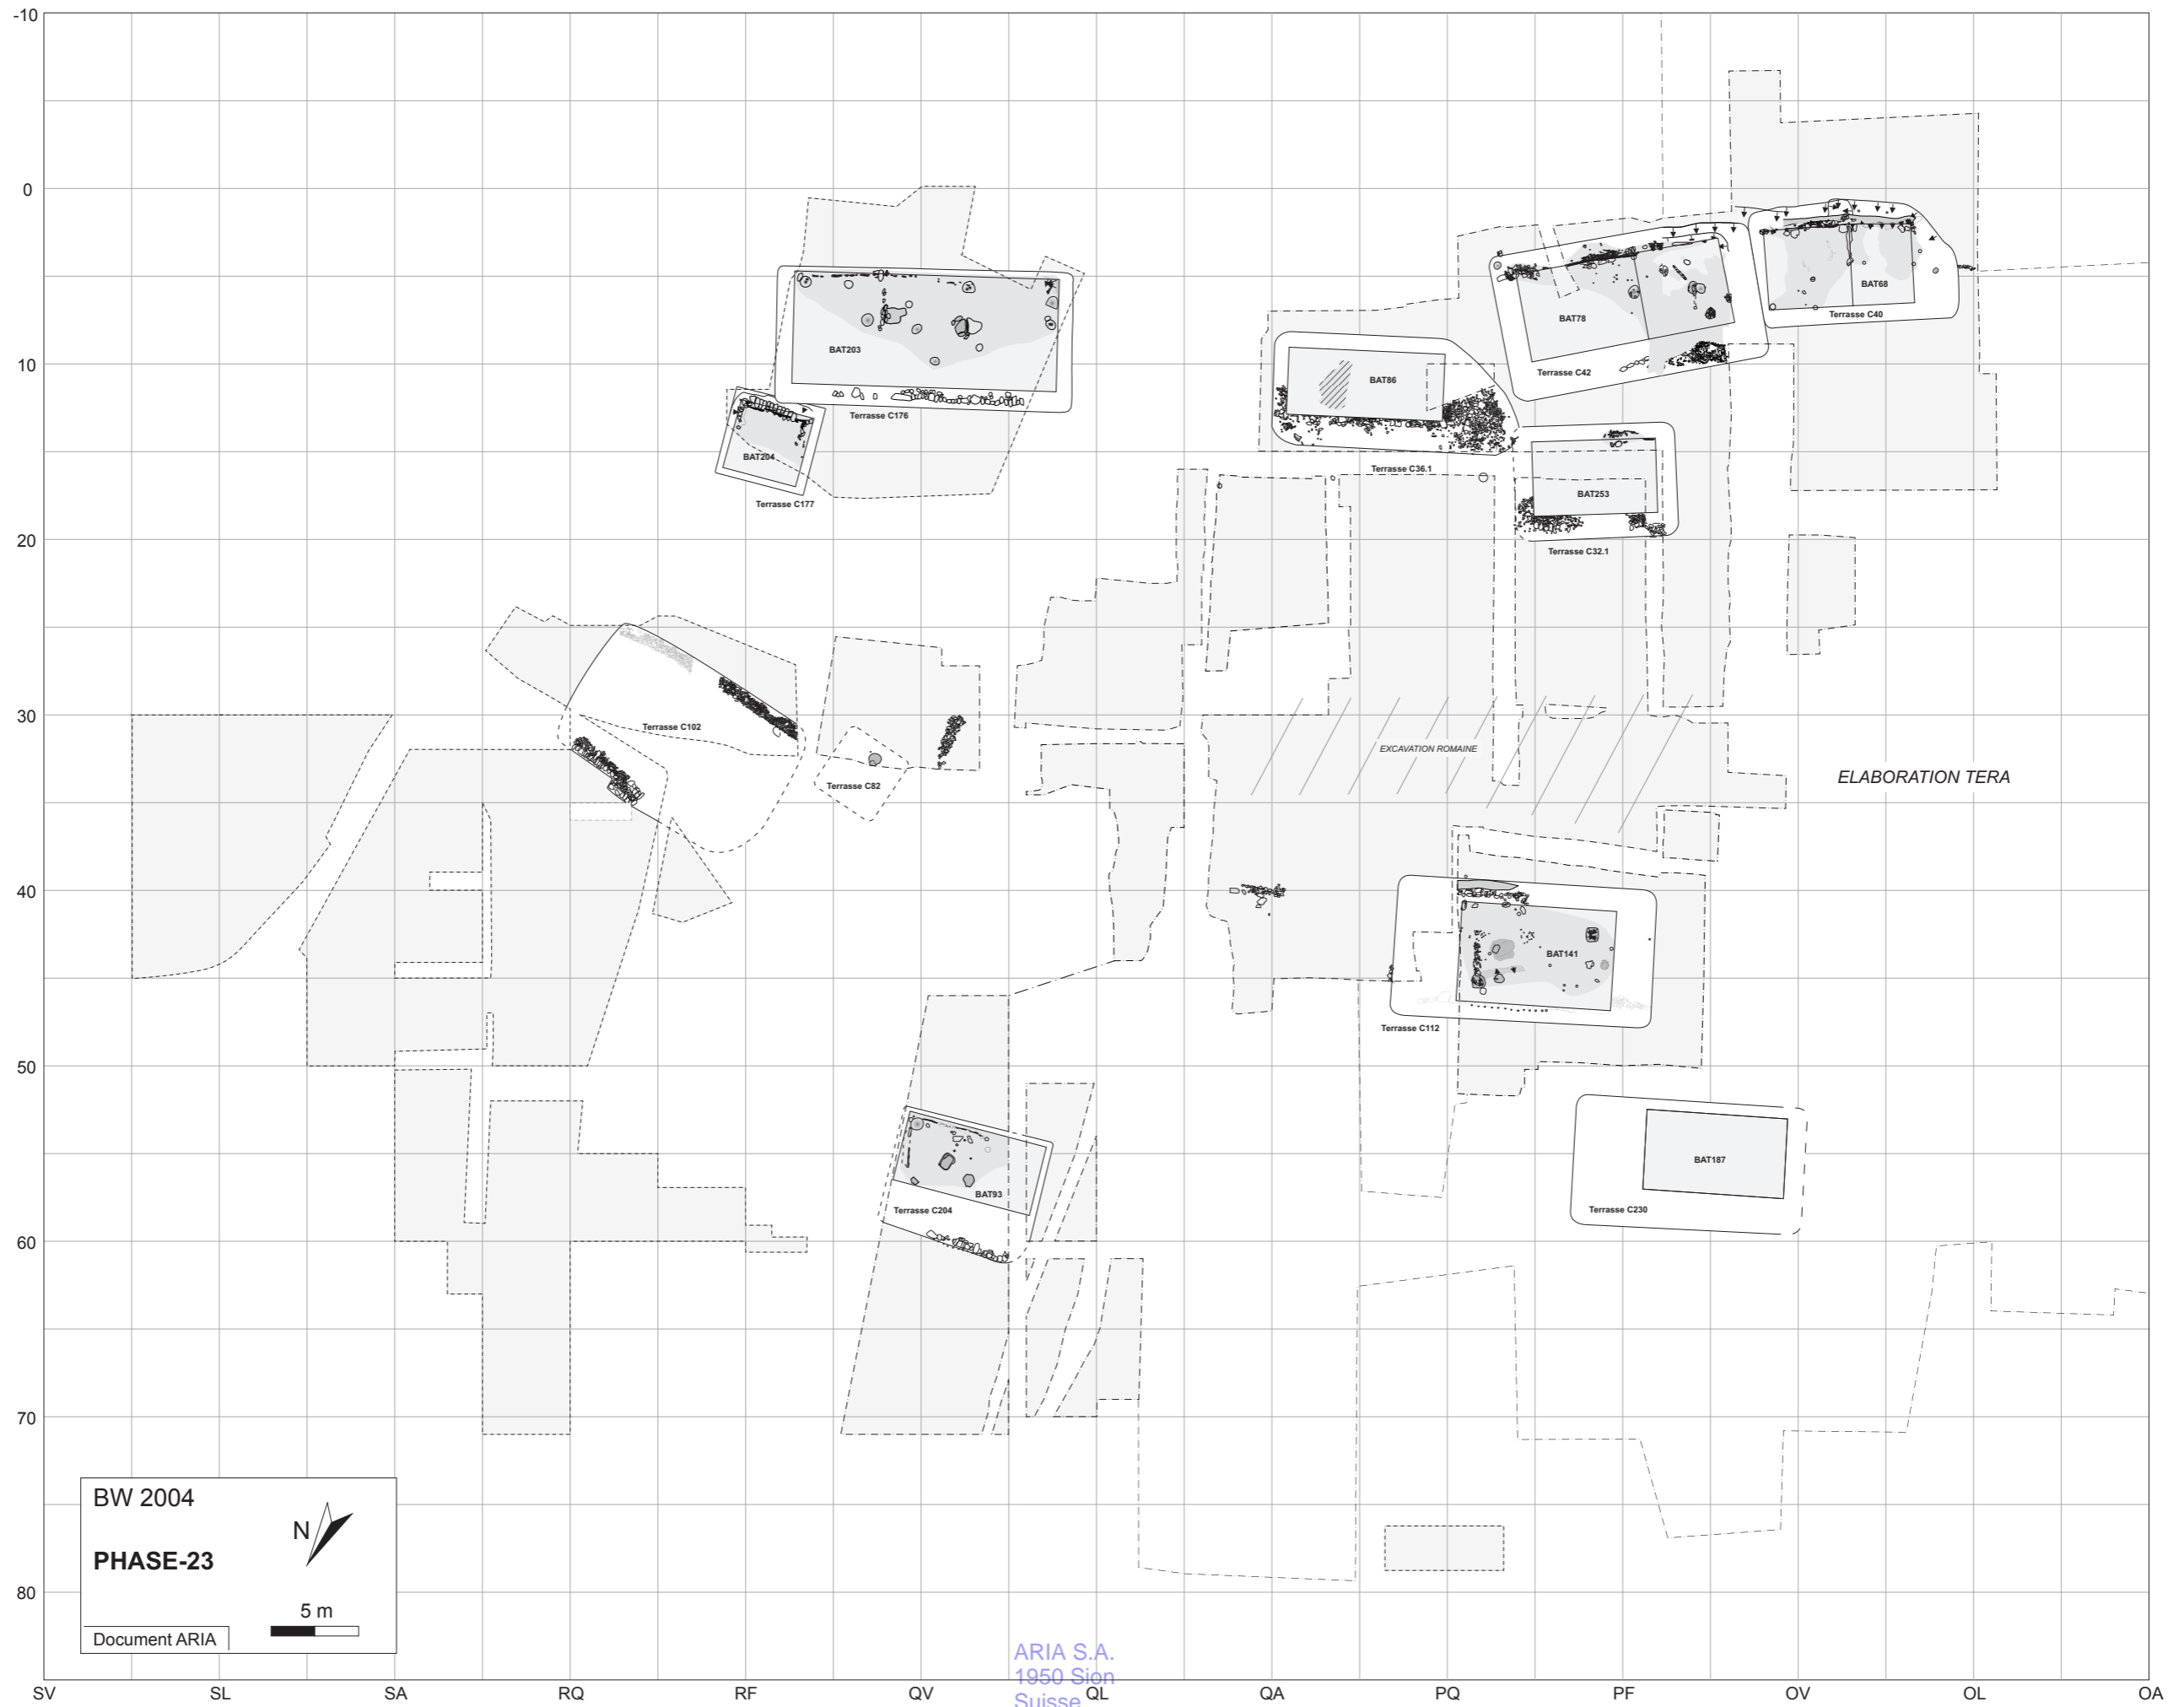 -10
0
10
20
30
40
50
60
70
80
BAT68
Terrasse C40
BAT78
Terrasse C42
BAT203
Terrasse C176
BAT86
Terrasse C36.1
BAT204
Terrasse C177
BAT253
Terrasse C32.1
Terrasse C102
Terrasse C82
EXCAVATION ROMAINE
ELABORATION TERA
BAT141
Terrasse C112
BAT187
Terrasse C230
BAT93
Terrasse C204
BW 2004
N
PHASE-23
5 m
Document ARIA
ARIA S.A.
1950 Sion
Suisse
SV SL SA RQ RF QV QL QA PQ PF OV OL OA